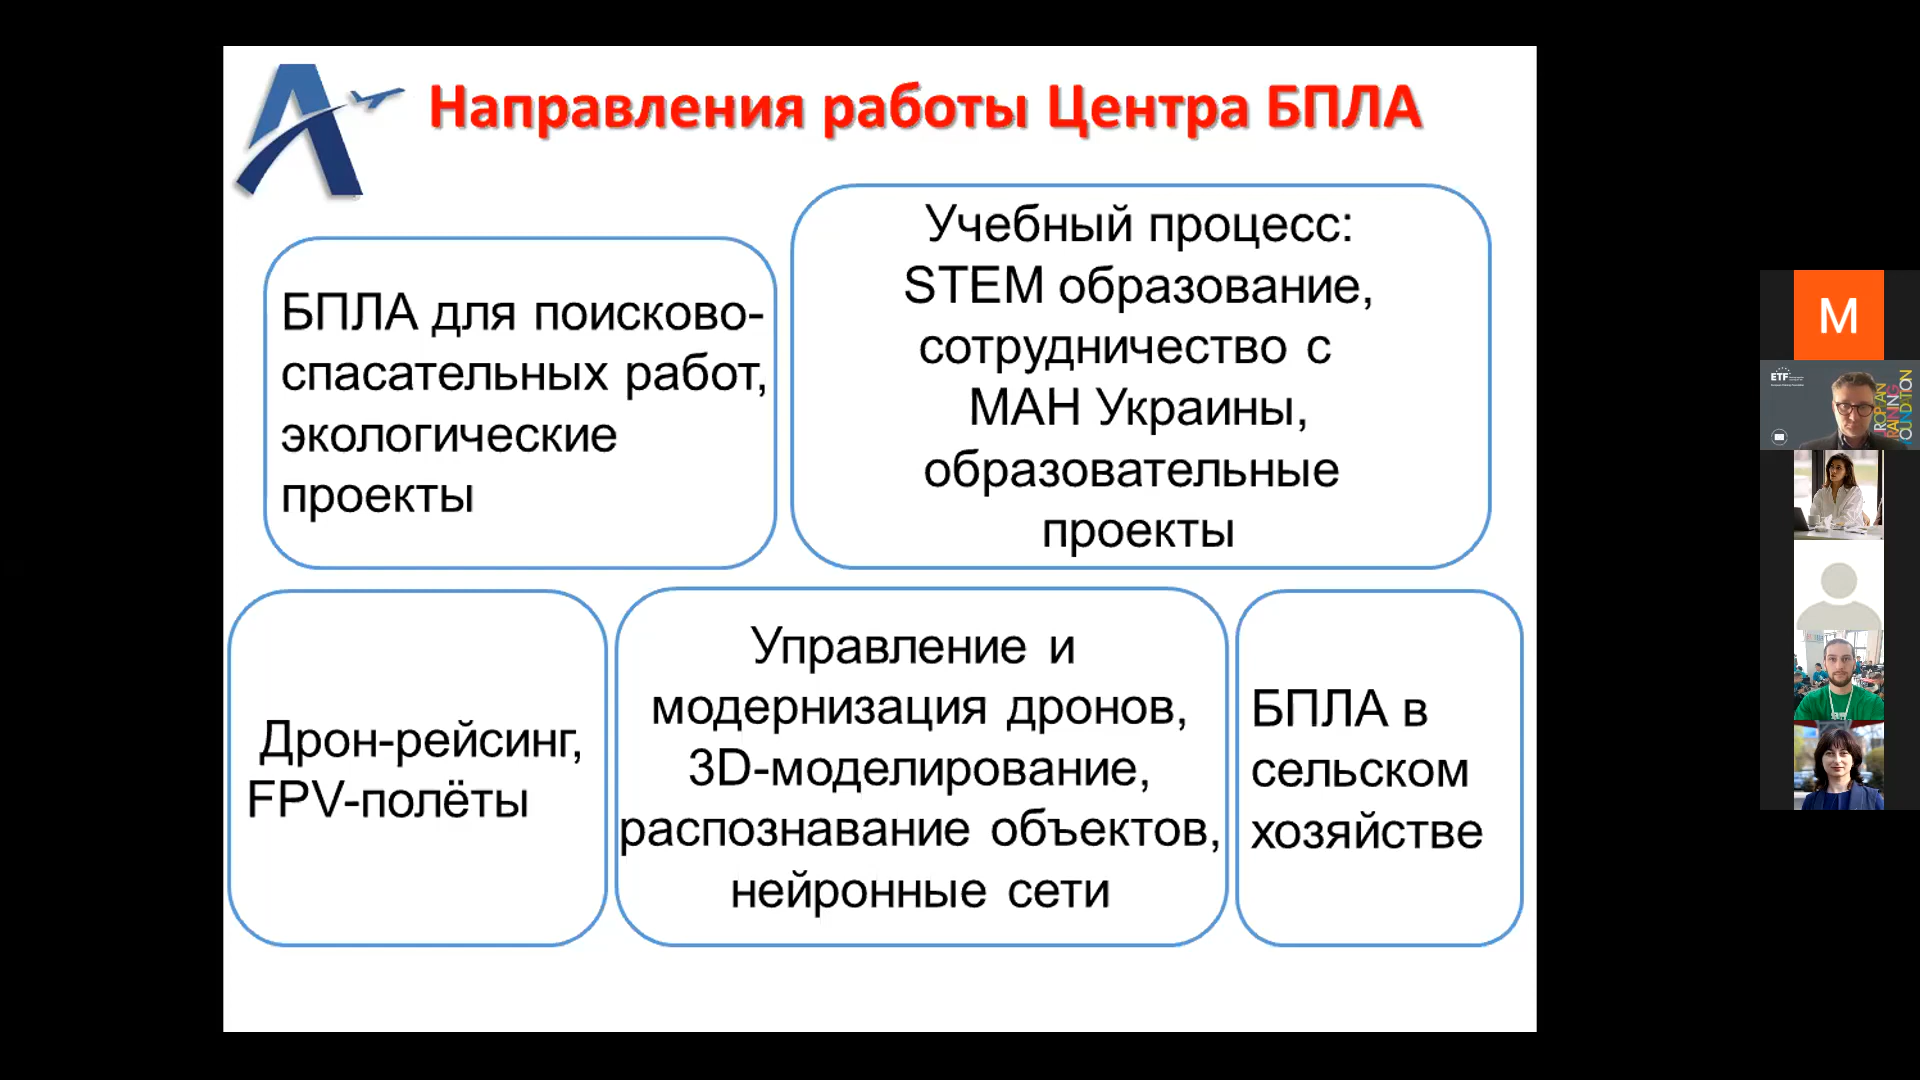 Направления работы Центра БПЛА
БПЛА для поисково-
спасательных работ,
экологические
проекты
Учебный процесс:
STEM образование,
сотрудничество с
МАН Украины,
образовательные
проекты
Дрон-рейсинг,
FPV-полёты
Управление и
модернизация дронов,
3D-моделирование,
распознавание объектов,
нейронные сети
БПЛА в
сельском
хозяйстве
M
ETF